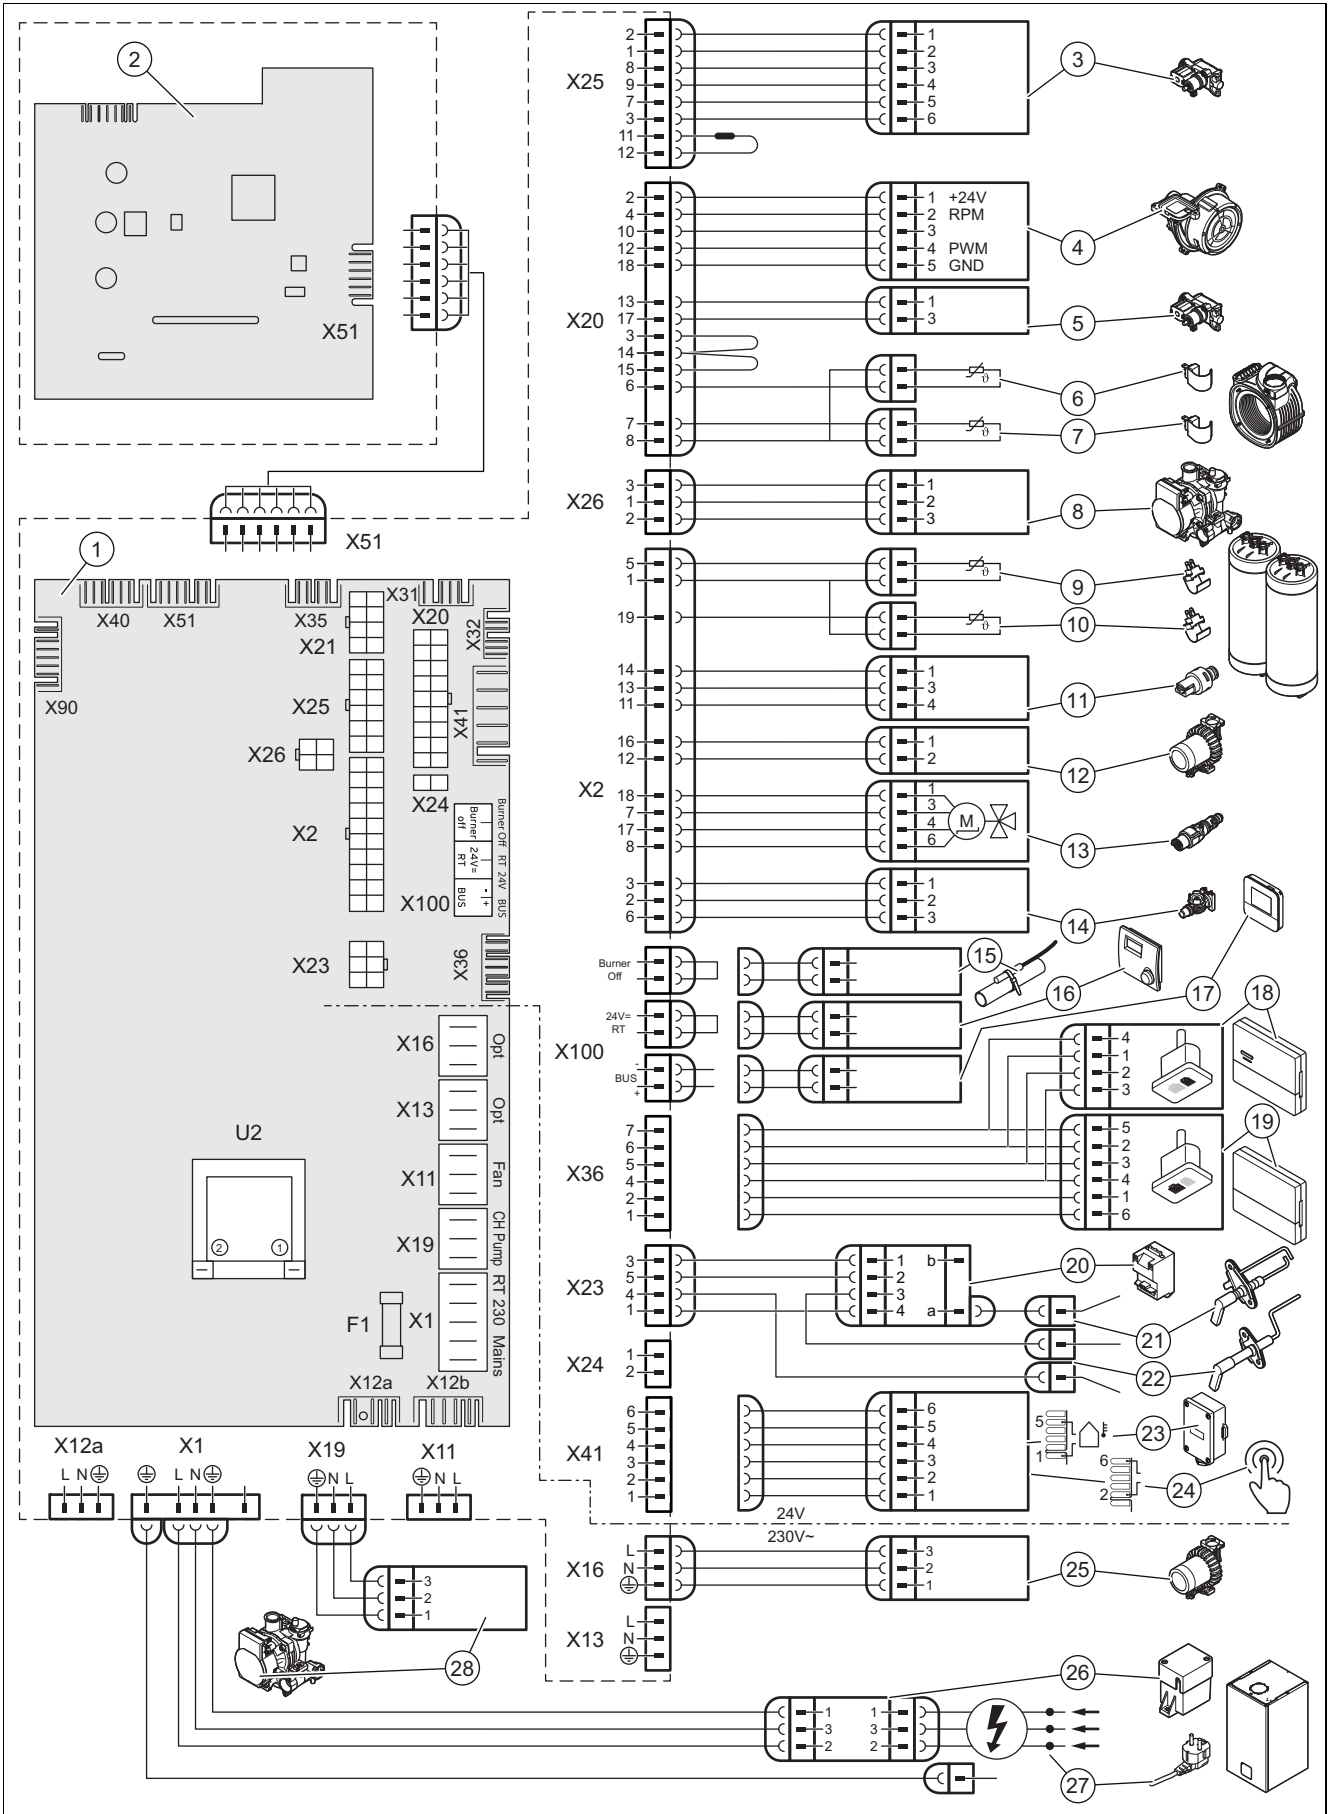 2
X51
X51
1
X40
X51
X35
X31
X20
X32
X21
X90
X25
X41
X26
X24
X2
Burner off
24V= RT
BUS
- +
Burner Off RT 24V BUS
X100
X23
X36
X16
Opt
X13
Opt
U2
X11
Fan
X19
CH Pump
2
1
F1
X1
RT 230 Mains
X12a
X12b
X12a
L N
X1
L N
X19
N L
X11
N L
3
2
1
28
X25
2
1
8
9
7
3
11
12
1
2
3
4
5
6
3
X20
2
4
10
12
18
1 +24V
2 RPM
3
4 PWM
5 GND
4
13
17
3
14
15
6
7
8
1
3
5
ϑ
6
ϑ
7
X26
3
1
2
1
2
3
8
X2
5
1
19
ϑ
9
ϑ
10
14
13
11
1
3
4
11
16
12
1
2
12
18
7
17
8
1
3
4
6
M
13
3
2
6
1
2
3
14
X100
Burner Off
24V= RT
-
BUS
+
15
16
17
18
4
1
2
3
19
X36
7
6
5
4
2
1
5
2
3
4
1
6
X23
3
5
4
1
1
2
3
4
b
a
20
21
22
X24
1
2
X41
6
5
4
3
2
1
6
5
4
3
2
1
5
1
23
6
2
24
24V
230V~
X16
L
N
3
2
1
25
X13
L
N
26
1
3
2
1
3
2
27